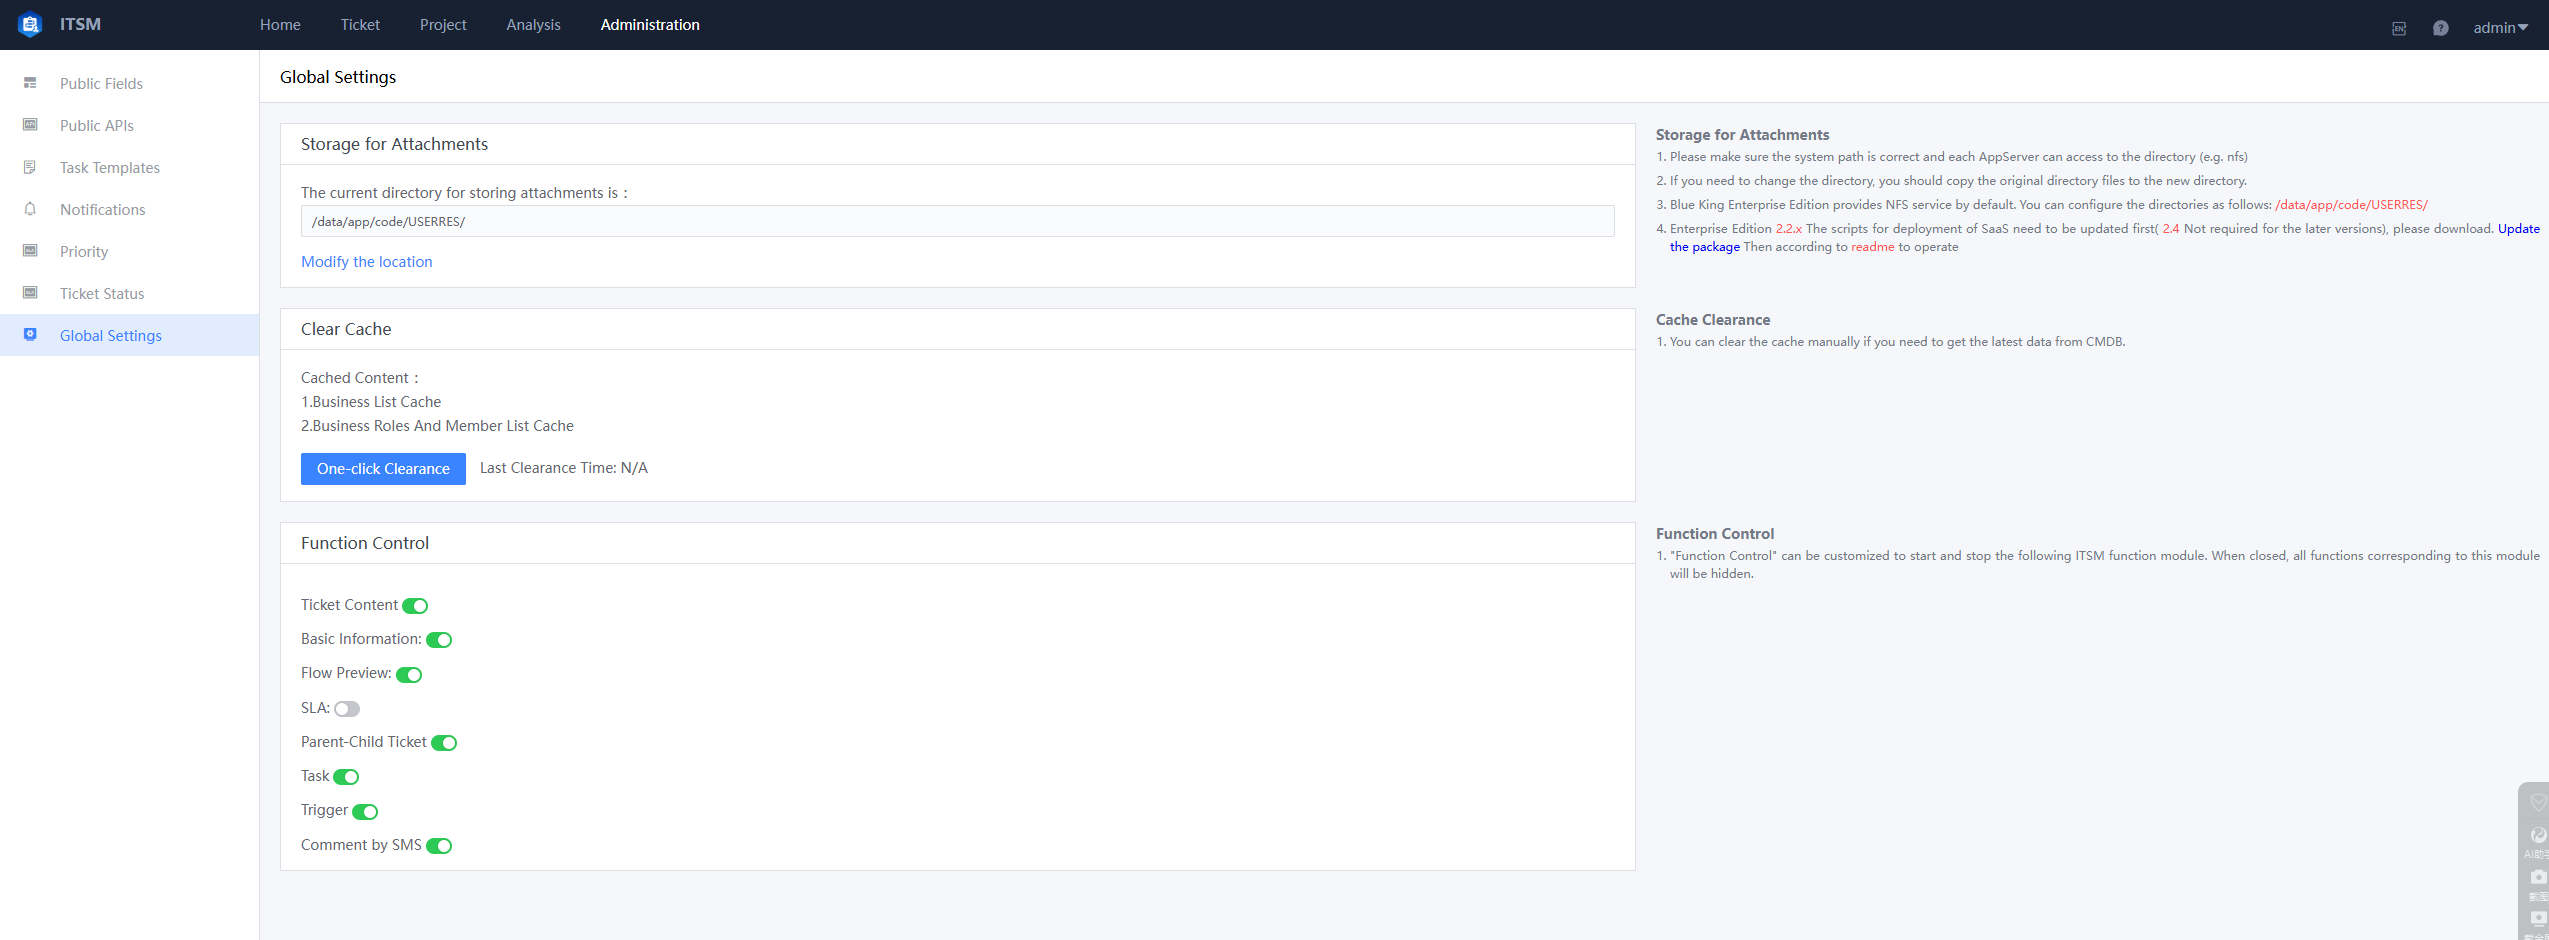 ITSM
Home
Ticket
Project
Analysis
Administration
EN
?
admin
Public Fields
Public APIs
Task Templates
Notifications
Priority
Ticket Status
Global Settings
Global Settings
Storage for Attachments
The current directory for storing attachments is：
/data/app/code/USERRES/
Modify the location
Storage for Attachments
1. Please make sure the system path is correct and each AppServer can access to the directory (e.g. nfs)
2. If you need to change the directory, you should copy the original directory files to the new directory.
3. Blue King Enterprise Edition provides NFS service by default. You can configure the directories as follows: /data/app/code/USERRES/
4. Enterprise Edition 2.2.x The scripts for deployment of SaaS need to be updated first( 2.4 Not required for the later versions), please download. Update
the package Then according to readme to operate
Clear Cache
Cached Content：
1.Business List Cache
2.Business Roles And Member List Cache
One-click Clearance
Last Clearance Time: N/A
Cache Clearance
1. You can clear the cache manually if you need to get the latest data from CMDB.
Function Control
Ticket Content
Basic Information:
Flow Preview:
SLA:
Parent-Child Ticket
Task
Trigger
Comment by SMS
Function Control
1. "Function Control" can be customized to start and stop the following ITSM function module. When closed, all functions corresponding to this module
will be hidden.
AI助手
截图